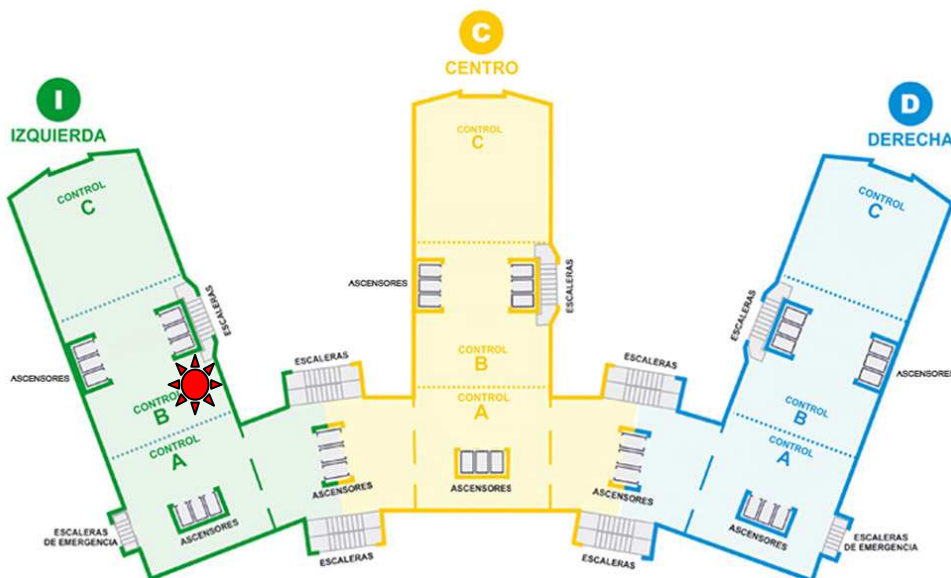 C
CENTRO
I
IZQUIERDA
D
DERECHA
CONTROL
C
CONTROL
C
CONTROL
C
ASCENSORES
ESCALERAS
ESCALERAS
ESCALERAS
ASCENSORES
ASCENSORES
ESCALERAS
ESCALERAS
CONTROL
B
CONTROL
B
CONTROL
B
CONTROL
A
CONTROL
A
CONTROL
A
ASCENSORES
ASCENSORES
ASCENSORES
ASCENSORES
ASCENSORES
ESCALERAS
DE EMERGENCIA
ESCALERAS
ESCALERAS
ESCALERAS
DE EMERGENCIA